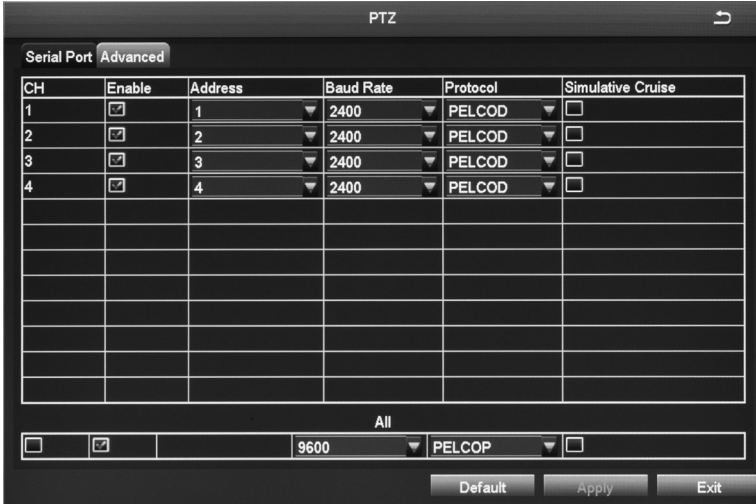 PTZ
Serial Port Advanced
CH Enable Address Baud Rate Protocol Simulative Cruise
1 1 2400 PELCOD
2 2 2400 PELCOD
3 3 2400 PELCOD
4 4 2400 PELCOD
All
9600 PELCOP
Default Apply Exit